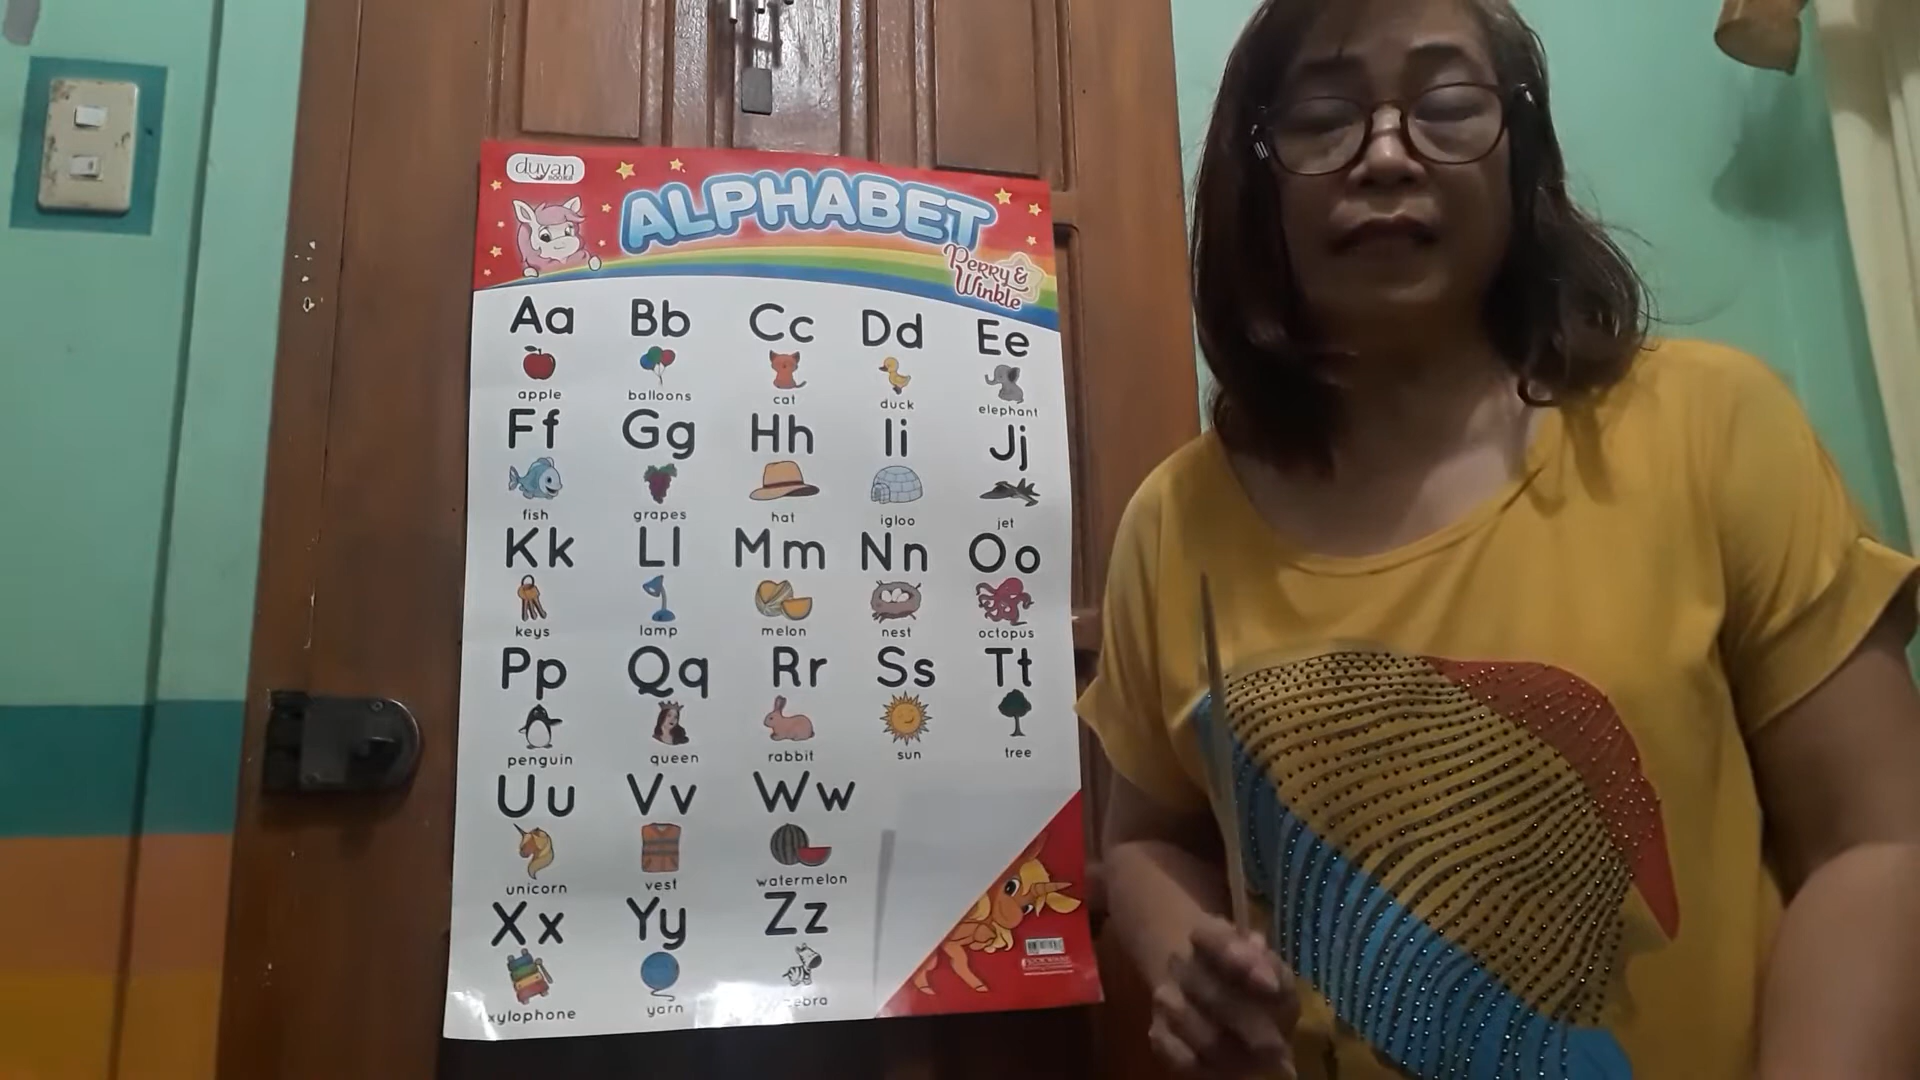 duyan
BOOKS
ALPHABET
Perry &
Winkle
Aa Bb Cc Dd Ee
apple balloons cat duck elephant
Ff Gg Hh Ii Jj
fish grapes hat igloo jet
Kk Ll Mm Nn Oo
keys lamp melon nest octopus
Pp Qq Rr Ss Tt
penguin queen rabbit sun tree
Uu Vv Ww
unicorn vest watermelon
Xx Yy Zz
xylophone yarn zebra